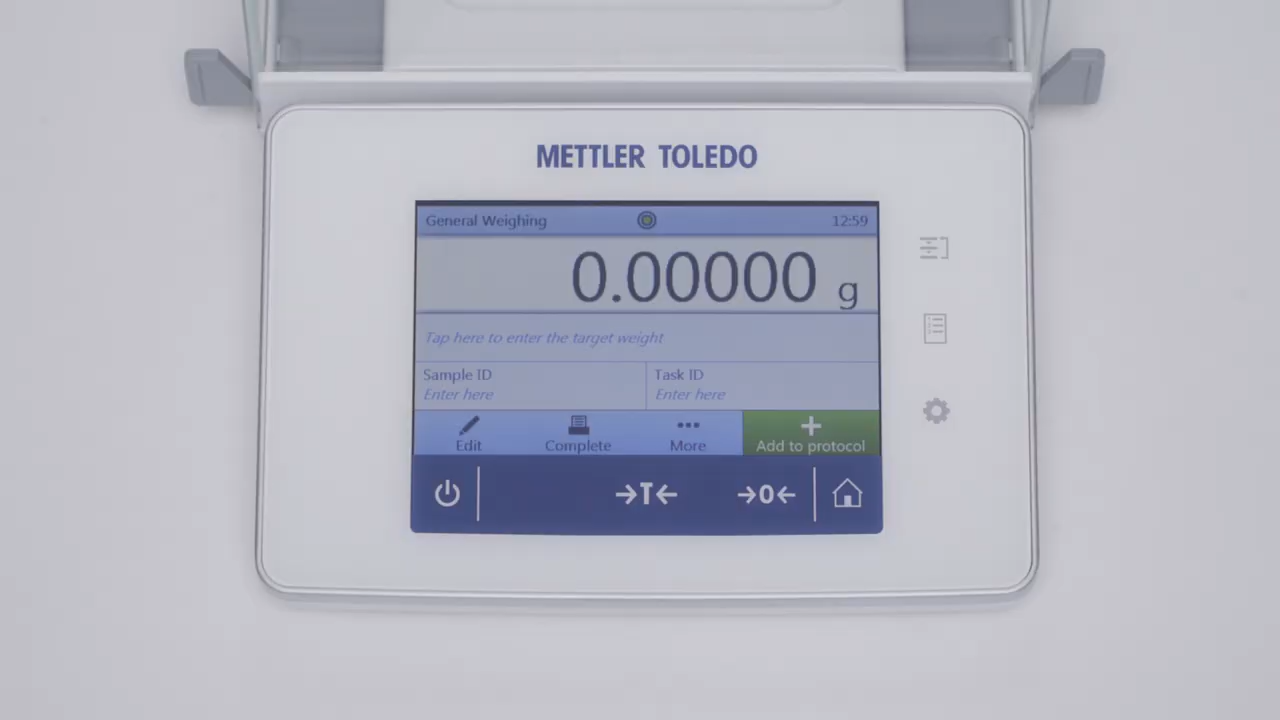 METTLER TOLEDO
General Weighing 12:59
0.00000 g
Tap here to enter the target weight
Sample ID Task ID
Enter here Enter here
Edit Complete More Add to protocol
→T← →0←